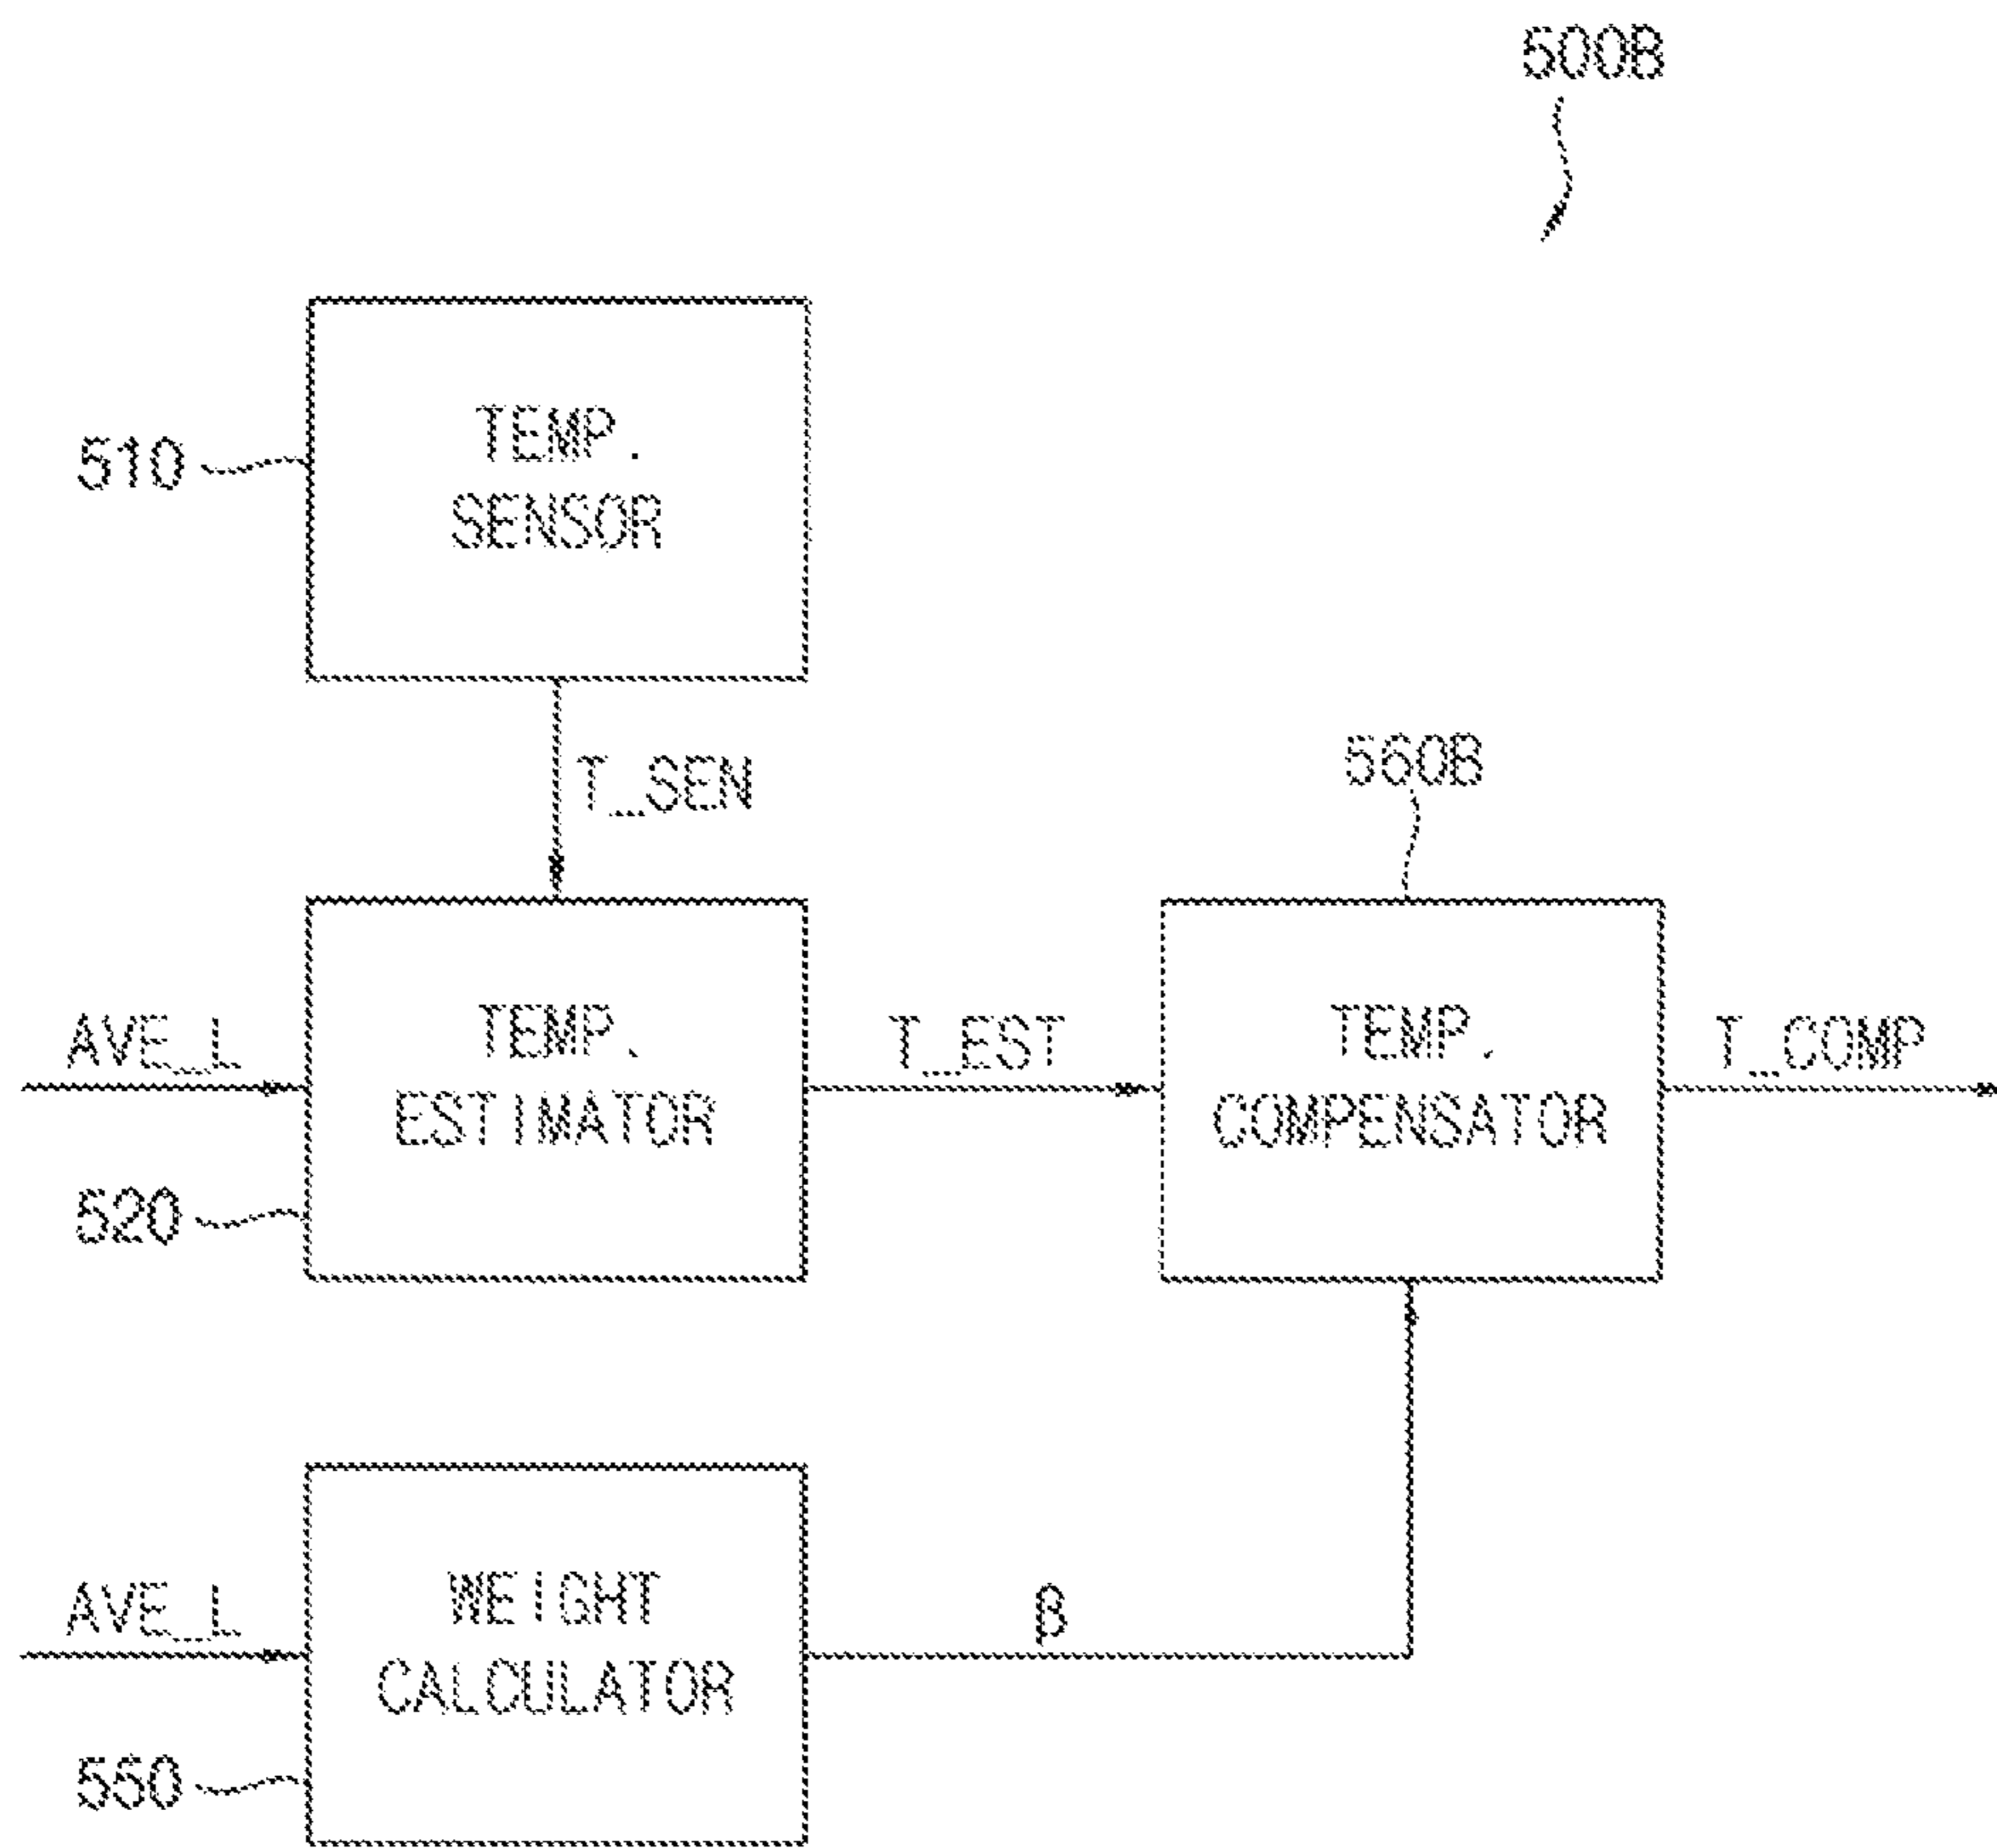 500B
TEMP.
SENSOR
510
T_SEN
560B
AVE_L
TEMP.
ESTIMATOR
T_EST
TEMP.
COMPENSATOR
T_COMP
520
AVE_L
WEIGHT
CALCULATOR
β
550